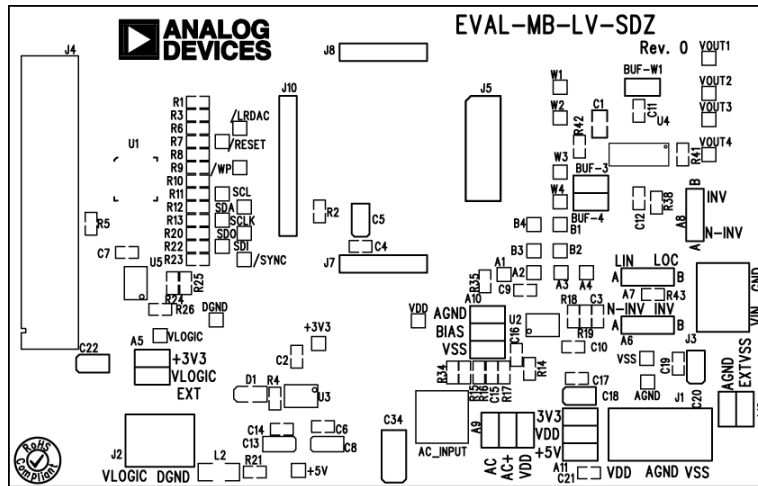 ANALOG
DEVICES
EVAL-MB-LV-SDZ
Rev. 0
VOUT1
J4
J8
BUF-W1
W1
VOUT2
J10
J5
R1
R3
R6
R7
R8
R9
R10
R11
R12
R13
R20
R22
R23
/LRDAC
/RESET
/WP
SCL
SDA
SCLK
SDO
SDI
/SYNC
U1
W2
C1
C11
U4
VOUT3
R42
VOUT4
R41
W3
BUF-3
W4
BUF-4
C12
R38
B
INV
A8
N-INV
A
R5
R2
C5
C4
B4
B1
B3
B2
C7
U5
J7
R35
A1
A2
A3
A4
C9
LIN
LOC
A
B
A7
R43
GND
VIN
R25
R24
R26
DGND
VDD
A10
AGND
BIAS
VSS
U2
R18
C3
R19
N-INV
INV
A
B
A6
VLOGIC
+3V3
C16
C10
C22
A5
+3V3
VLOGIC
EXT
C2
R34
R15
R16
C15
R17
R14
VSS
C19
J3
AGND
C20
AGND
EXTVSS
D1
R4
U3
C17
C18
J1
C14
C13
C6
C8
C34
AC_INPUT
A9
AC
AC+
VDD
3V3
VDD
+5V
A11
C21
VDD
AGND
VSS
J2
VLOGIC
DGND
L2
R21
+5V
RoHS
Compliant